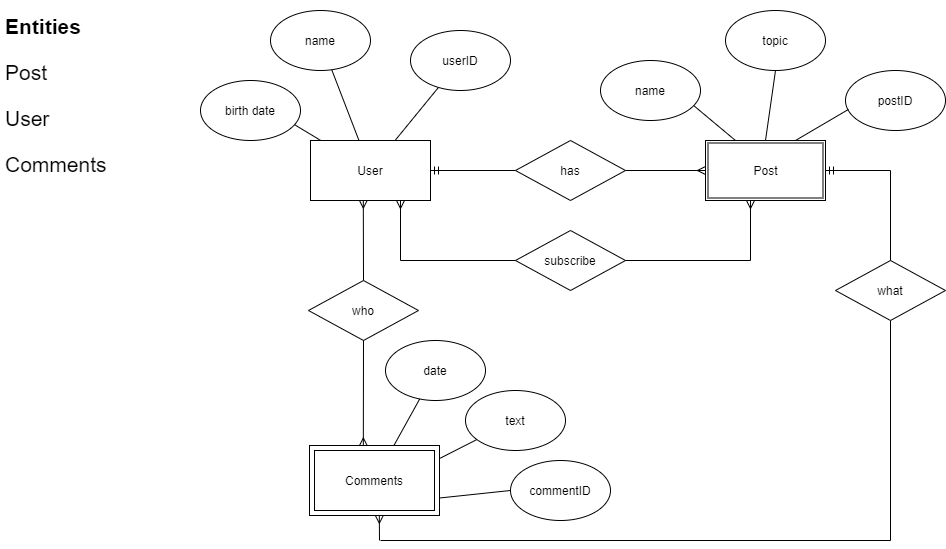 Entities
Post
User
Comments
name
userID
birth date
User
has
subscribe
name
topic
postID
Post
what
who
date
text
commentID
Comments